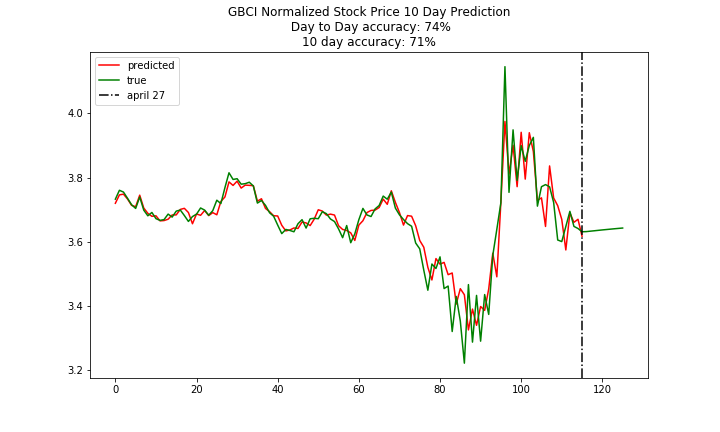 GBCI Normalized Stock Price 10 Day Prediction
Day to Day accuracy: 74%
10 day accuracy: 71%
predicted
true
april 27
4.0
3.8
3.6
3.4
3.2
0 20 40 60 80 100 120